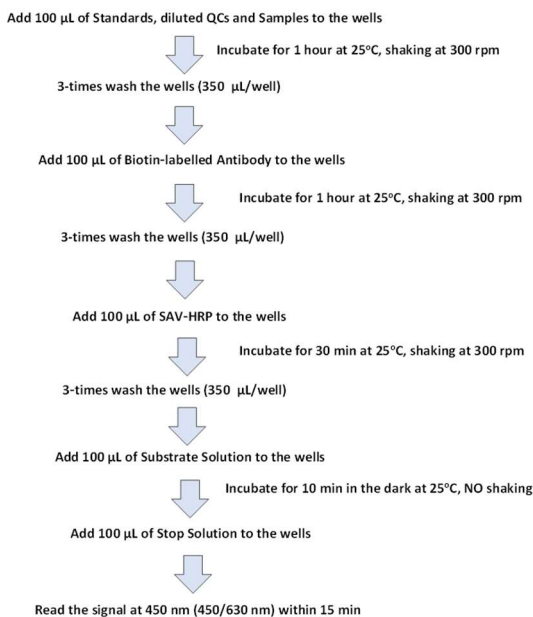 Add 100 µL of Standards, diluted QCs and Samples to the wells
Incubate for 1 hour at 25°C, shaking at 300 rpm
3-times wash the wells (350 µL/well)
Add 100 µL of Biotin-labelled Antibody to the wells
Incubate for 1 hour at 25°C, shaking at 300 rpm
3-times wash the wells (350 µL/well)
Add 100 µL of SAV-HRP to the wells
Incubate for 30 min at 25°C, shaking at 300 rpm
3-times wash the wells (350 µL/well)
Add 100 µL of Substrate Solution to the wells
Incubate for 10 min in the dark at 25°C, NO shaking
Add 100 µL of Stop Solution to the wells
Read the signal at 450 nm (450/630 nm) within 15 min